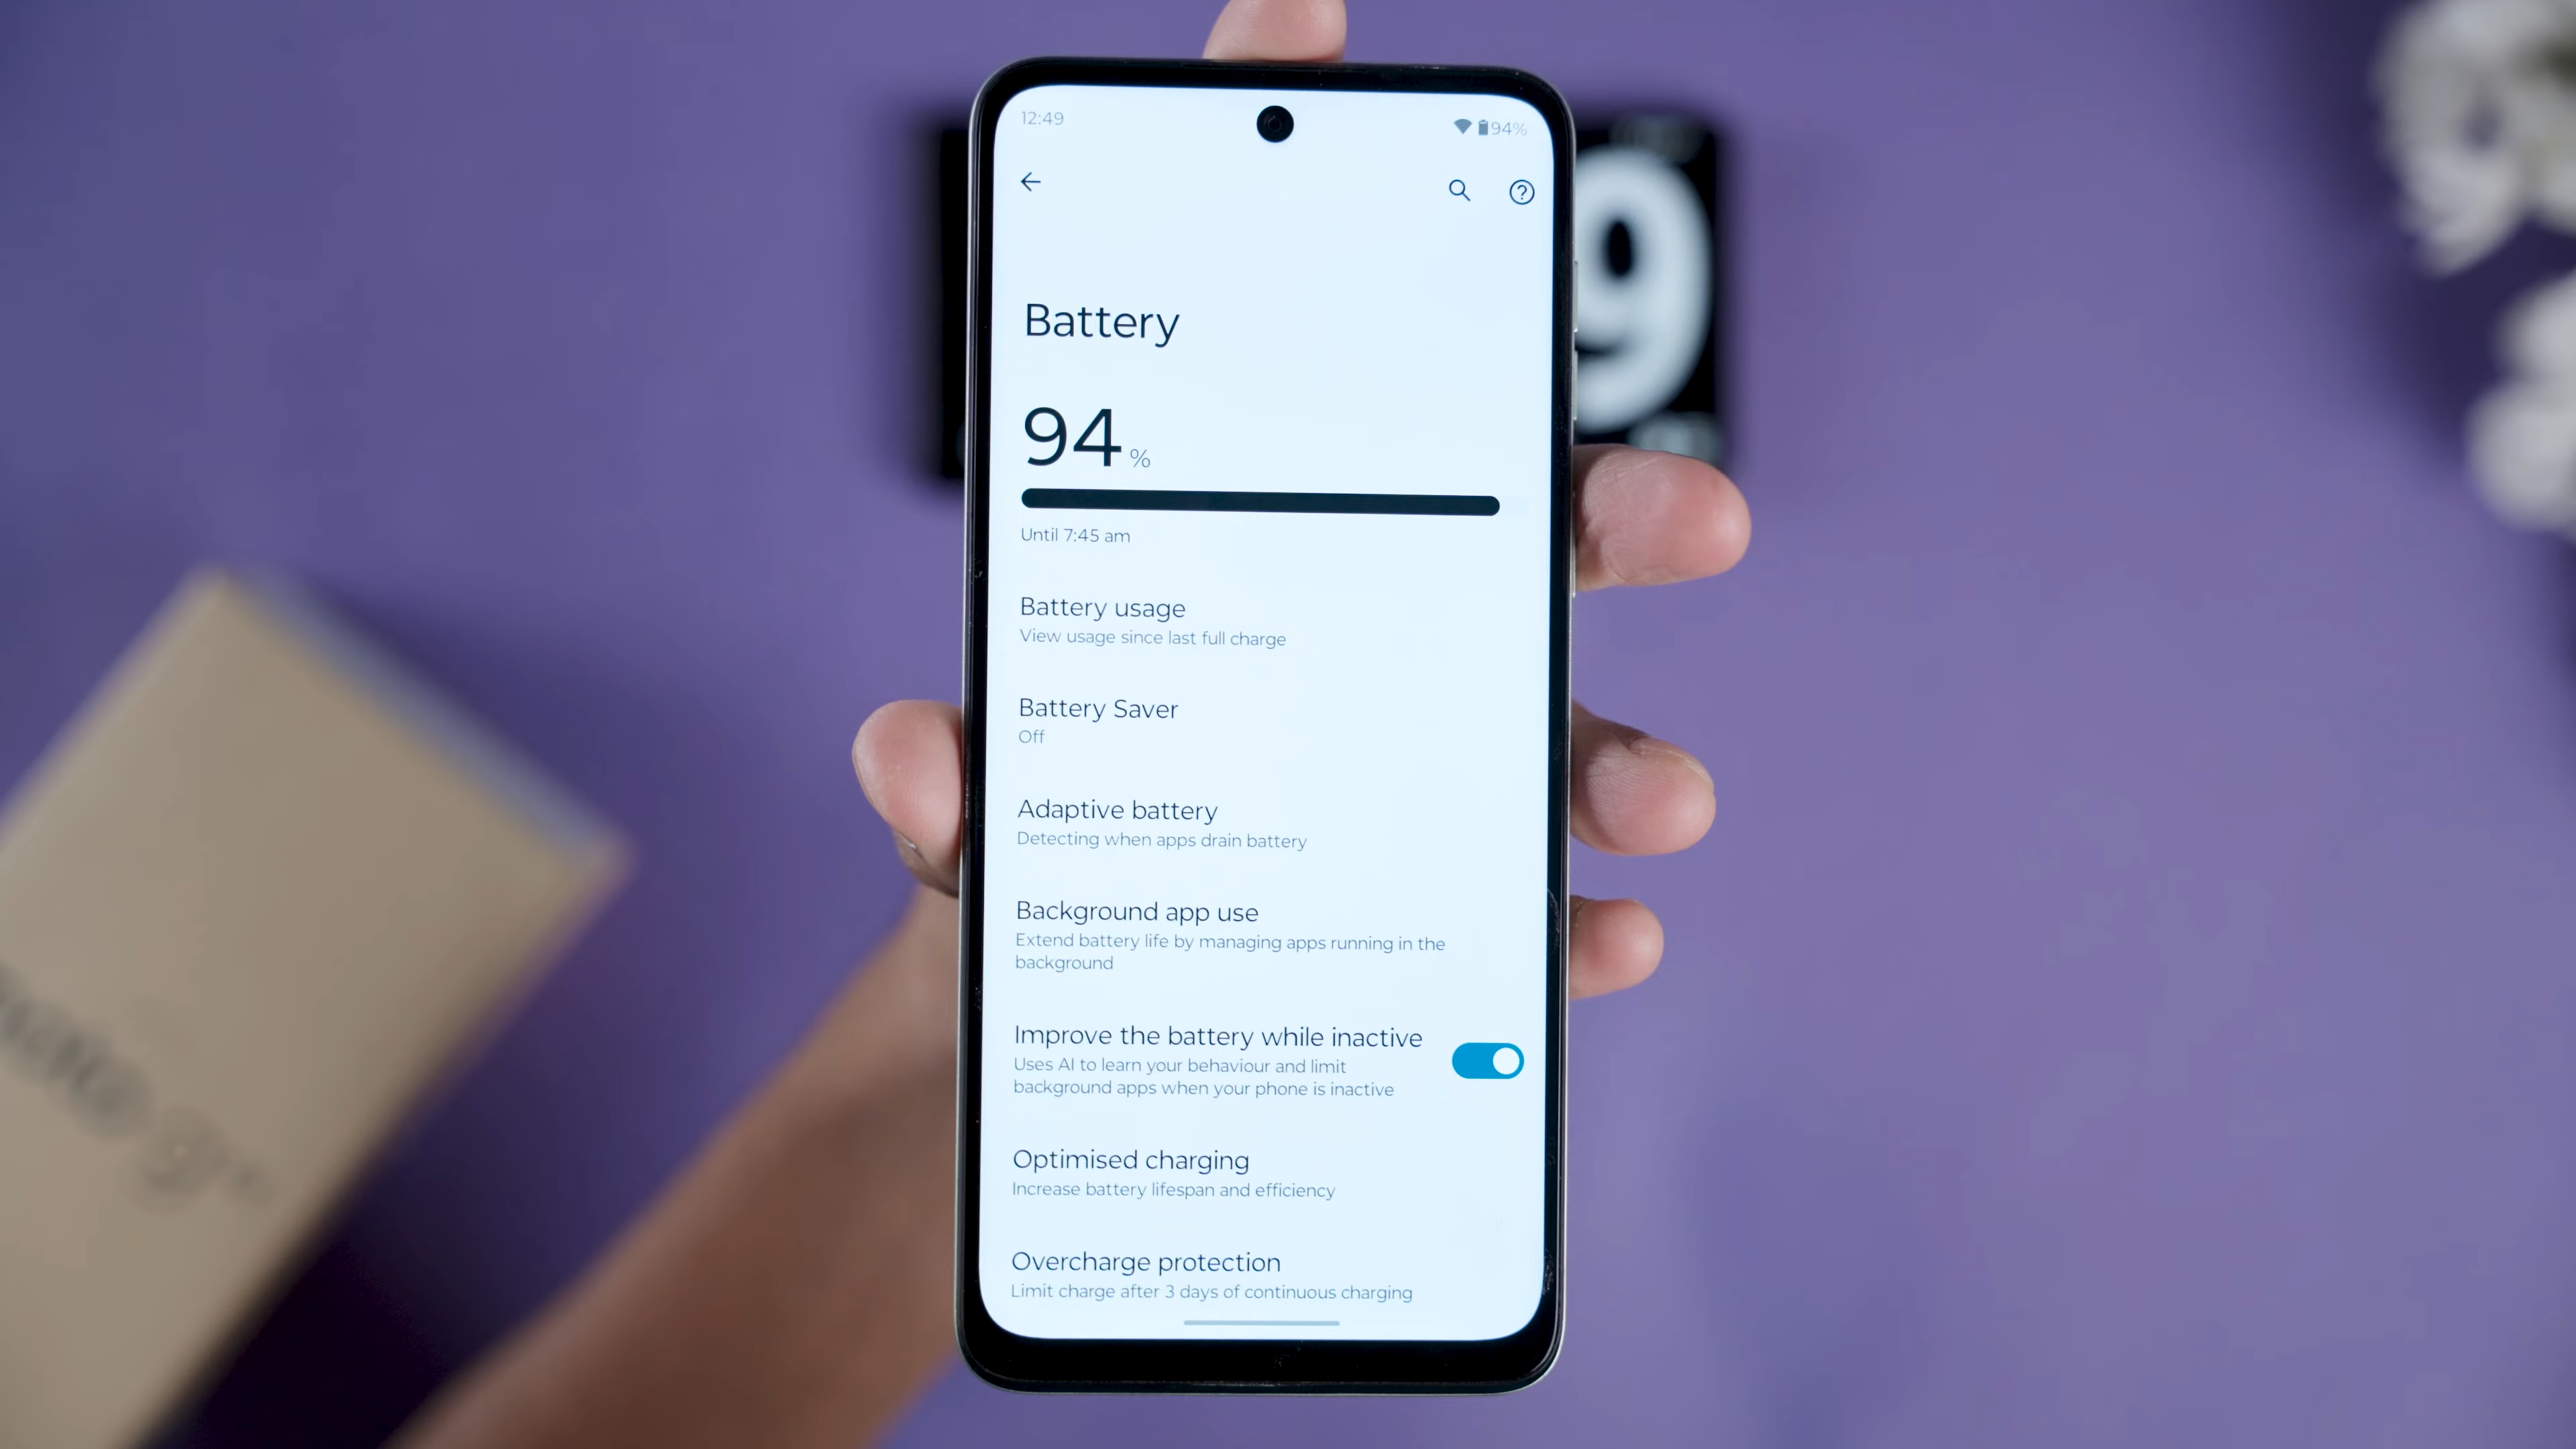 12:49
94%
Battery
94 %
Until 7:45 am
Battery usage
View usage since last full charge
Battery Saver
Off
Adaptive battery
Detecting when apps drain battery
Background app use
Extend battery life by managing apps running in the
background
Improve the battery while inactive
Uses AI to learn your behaviour and limit
background apps when your phone is inactive
Optimised charging
Increase battery lifespan and efficiency
Overcharge protection
Limit charge after 3 days of continuous charging
9